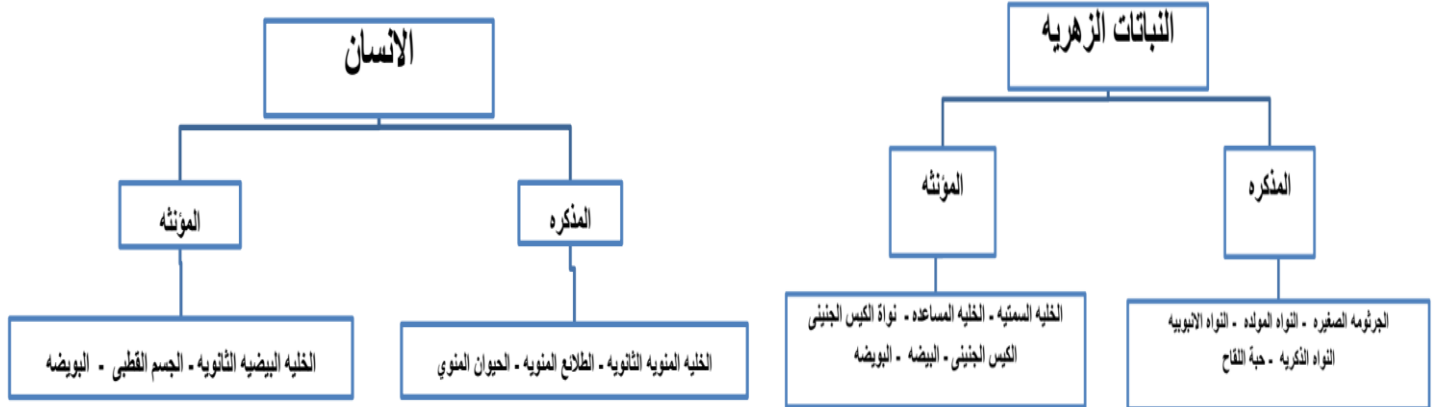 النباتات الزهريه
المذكره
المؤنثه
الجرثومه الصغيره - النواه المولده - النواه الانبوبيه
النواه الذكريه - حبة اللقاح
الخليه السمتيه - الخليه المساعده - نواة الكيس الجنينى
الكيس الجنينى - البيضه - البويضه
الانسان
المذكره
المؤنثه
الخليه المنويه الثانويه - الطلائع المنويه - الحيوان المنوي
الخليه البيضيه الثانويه - الجسم القطبى - البويضه